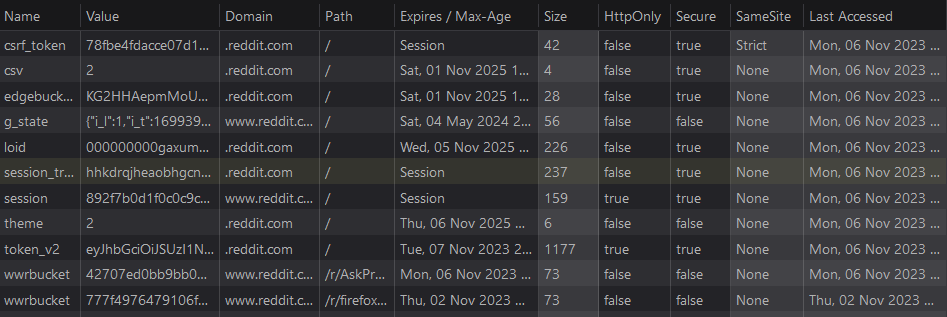 Name Value Domain Path Expires / Max-Age Size HttpOnly Secure SameSite Last Accessed
csrf_token 78fbe4fdacce07d1... .reddit.com / Session 42 false true Strict Mon, 06 Nov 2023 ...
csv 2 .reddit.com / Sat, 01 Nov 2025 1... 4 false true None Mon, 06 Nov 2023 ...
edgebuck... KG2HHAepmMoU... .reddit.com / Sat, 01 Nov 2025 1... 28 false true None Mon, 06 Nov 2023 ...
g_state {"i_l":1,"i_t":169939... www.reddit.c... / Sat, 04 May 2024 2... 56 false false None Mon, 06 Nov 2023 ...
loid 000000000gaxum... .reddit.com / Wed, 05 Nov 2025 ... 226 false true None Mon, 06 Nov 2023 ...
session_tr... hhkdrqjheaobhgcn... .reddit.com / Session 237 false true None Mon, 06 Nov 2023 ...
session 892f7b0d1f0c0c9c... .reddit.com / Session 159 true true None Mon, 06 Nov 2023 ...
theme 2 .reddit.com / Thu, 06 Nov 2025 ... 6 false false None Mon, 06 Nov 2023 ...
token_v2 eyJhbGciOiJSUzI1N... .reddit.com / Tue, 07 Nov 2023 2... 1177 true true None Mon, 06 Nov 2023 ...
wwrbucket 42707ed0bb9bb0... www.reddit.c... /r/AskPr... Mon, 06 Nov 2023 ... 73 false false None Mon, 06 Nov 2023 ...
wwrbucket 777f4976479106f... www.reddit.c... /r/firefox... Thu, 02 Nov 2023 ... 73 false false None Thu, 02 Nov 2023 ...